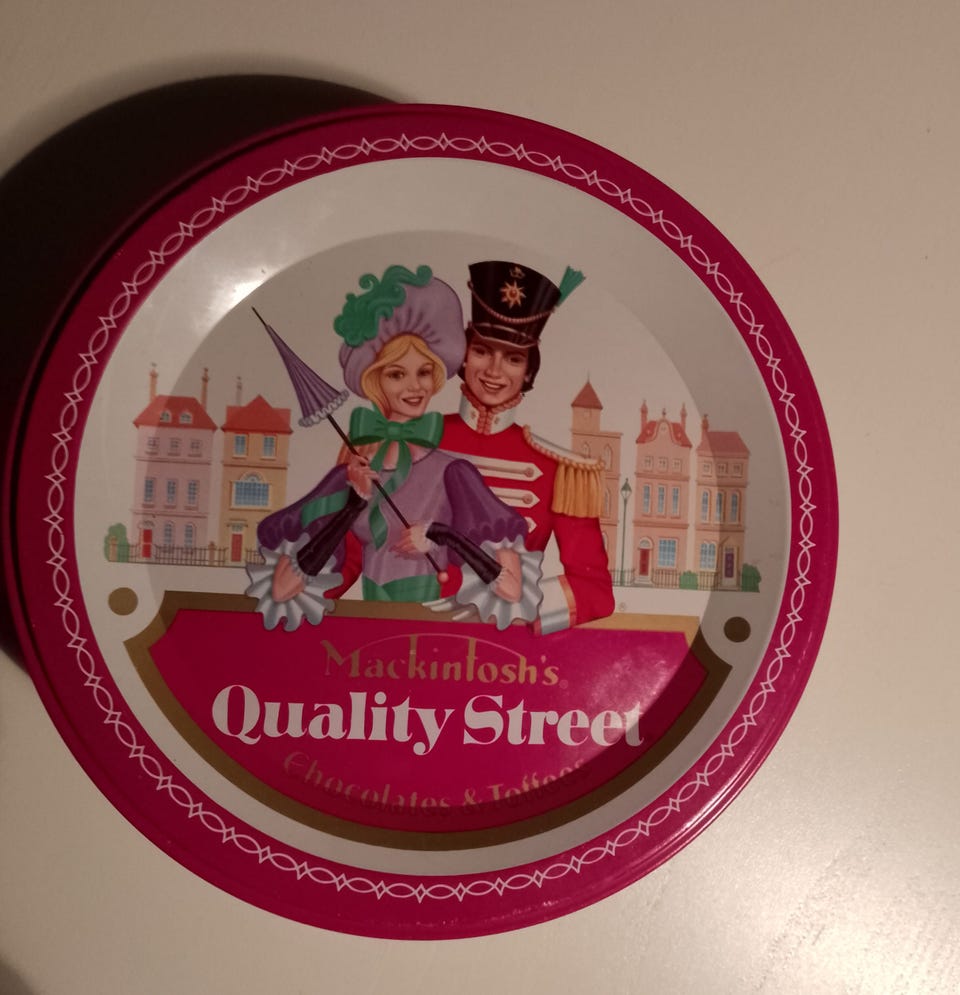 Mackintosh's®
Quality Street
Chocolates & Toffees
®